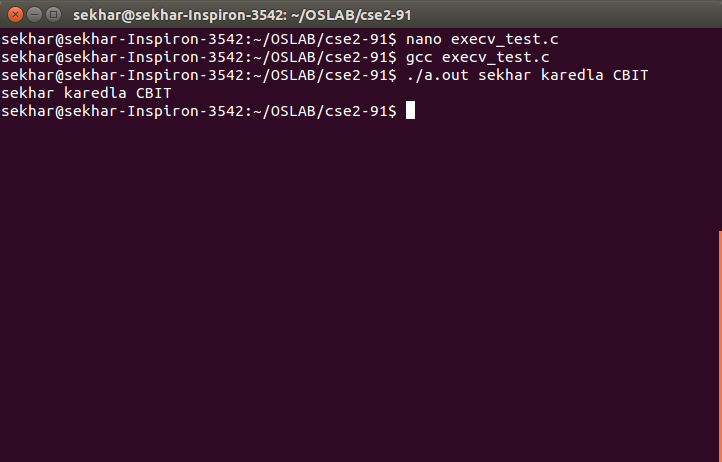 sekhar@sekhar-Inspiron-3542: ~/OSLAB/cse2-91
sekhar@sekhar-Inspiron-3542:~/OSLAB/cse2-91$ nano execv_test.c
sekhar@sekhar-Inspiron-3542:~/OSLAB/cse2-91$ gcc execv_test.c
sekhar@sekhar-Inspiron-3542:~/OSLAB/cse2-91$ ./a.out sekhar karedla CBIT
sekhar karedla CBIT
sekhar@sekhar-Inspiron-3542:~/OSLAB/cse2-91$